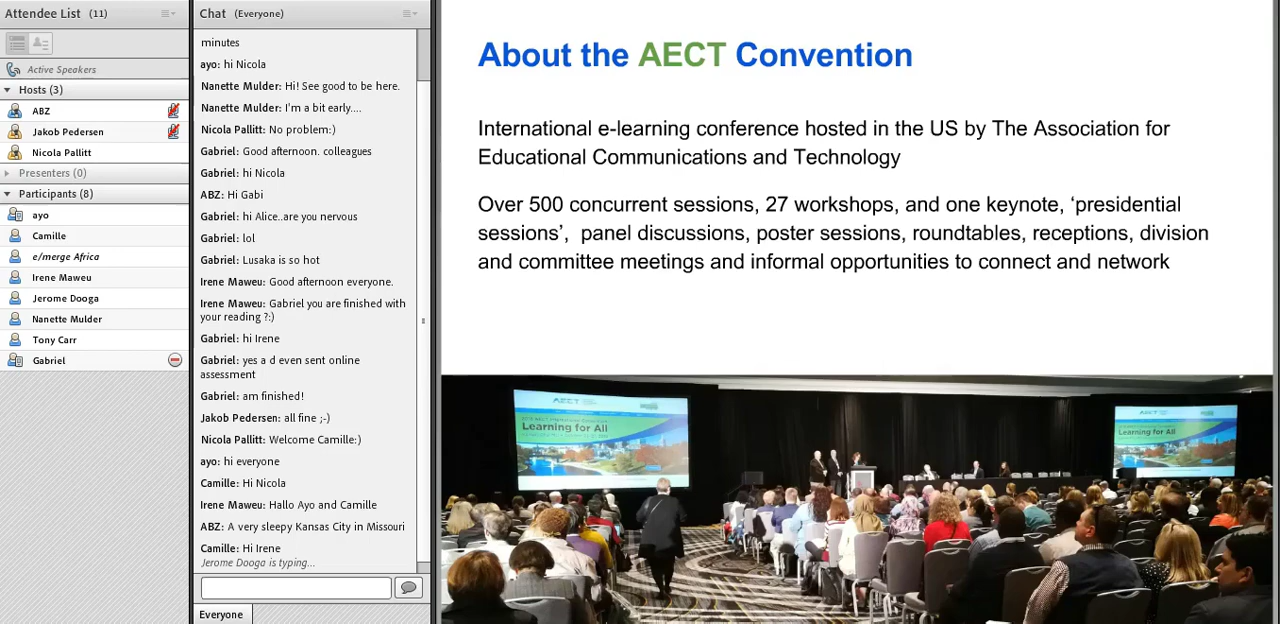 Attendee List (11)
Active Speakers
Hosts (3)
ABZ
Jakob Pedersen
Nicola Pallitt
Presenters (0)
Participants (8)
ayo
Camille
e/merge Africa
Irene Maweu
Jerome Dooga
Nanette Mulder
Tony Carr
Gabriel
Chat (Everyone)
minutes
ayo: hi Nicola
Nanette Mulder: Hi! See good to be here.
Nanette Mulder: I'm a bit early....
Nicola Pallitt: No problem:)
Gabriel: Good afternoon. colleagues
Gabriel: hi Nicola
ABZ: Hi Gabi
Gabriel: hi Alice..are you nervous
Gabriel: lol
Gabriel: Lusaka is so hot
Irene Maweu: Good afternoon everyone.
Irene Maweu: Gabriel you are finished with
your reading ?:)
Gabriel: hi Irene
Gabriel: yes a d even sent online
assessment
Gabriel: am finished!
Jakob Pedersen: all fine ;-)
Nicola Pallitt: Welcome Camille:)
ayo: hi everyone
Camille: Hi Nicola
Irene Maweu: Hallo Ayo and Camille
ABZ: A very sleepy Kansas City in Missouri
Camille: Hi Irene
Jerome Dooga is typing...
Everyone
About the AECT Convention
International e-learning conference hosted in the US by The Association for
Educational Communications and Technology
Over 500 concurrent sessions, 27 workshops, and one keynote, ‘presidential
sessions’, panel discussions, poster sessions, roundtables, receptions, division
and committee meetings and informal opportunities to connect and network
AECT
Learning for All
AECT
Learning for All